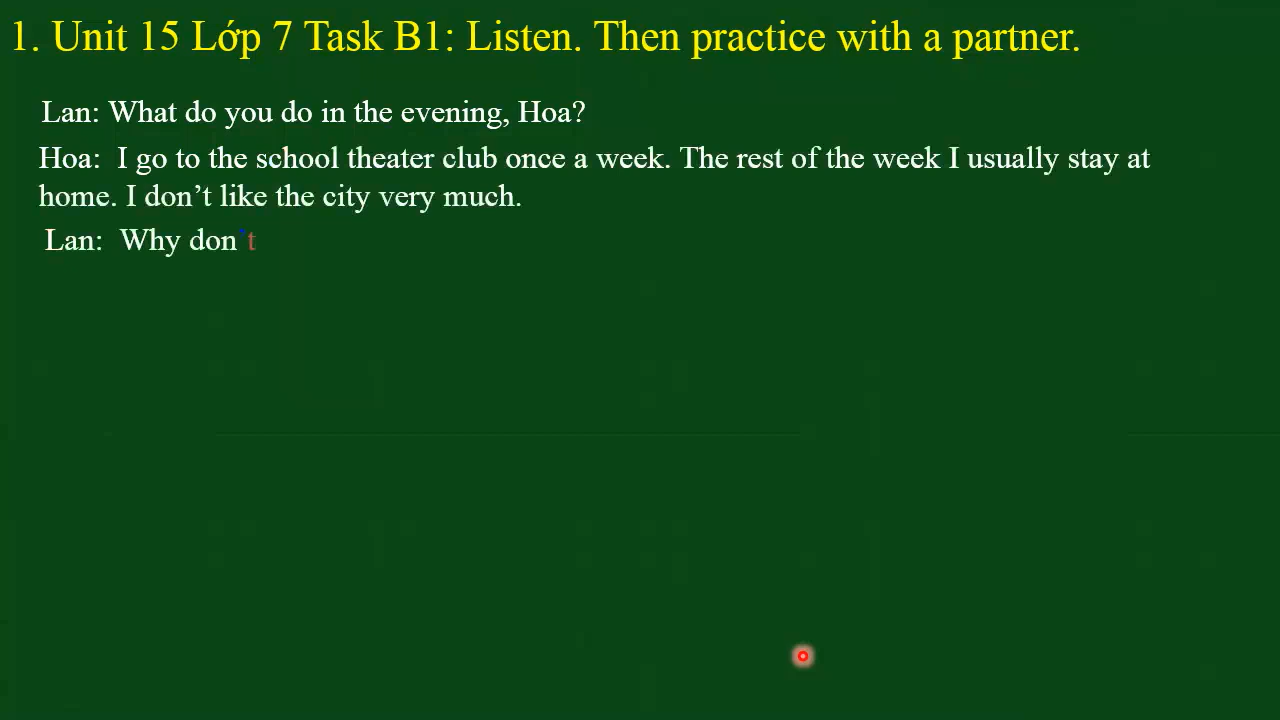 1. Unit 15 Lớp 7 Task B1: Listen. Then practice with a partner.
Lan: What do you do in the evening, Hoa?
Hoa: I go to the school theater club once a week. The rest of the week I usually stay at
home. I don’t like the city very much.
Lan: Why don’t